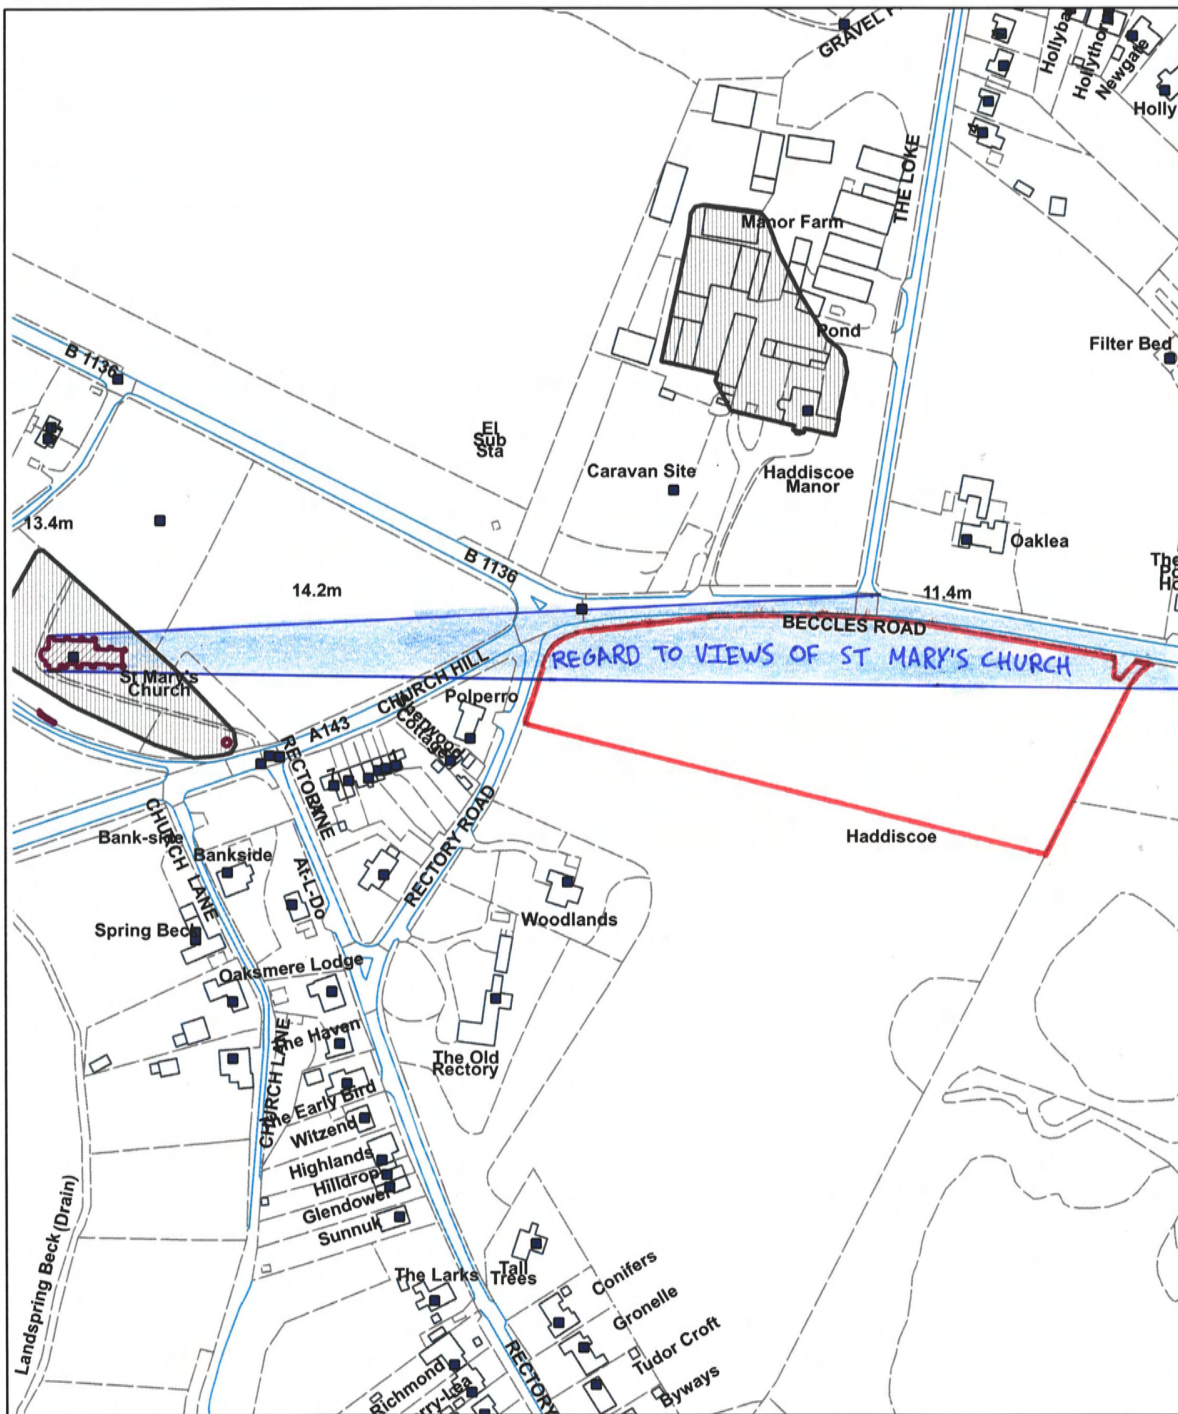 GRAVEL
THE LOKE
Hollythorn
Newgate
Holly
Manor Farm
Pond
Filter Bed
B 1136
El
Sub
Sta
Caravan Site
Haddiscoe
Manor
Oaklea
13.4m
14.2m
B 1136
11.4m
BECCLES ROAD
REGARD TO VIEWS OF ST MARY'S CHURCH
St Mary's
Church
CHURCH HILL
A143
Polperro
Cottage
RECTORY
LANE
RECTORY ROAD
Haddiscoe
CHURCH LANE
Bank-side
Bankside
At-L-Do
Woodlands
Spring Beck
Oaksmere Lodge
The Haven
The Old
Rectory
CHURCH LANE
The Early Bird
Witzend
Highlands
Hilldrop
Glendower
Sunnuk
Landspring Beck (Drain)
The Larks
Tall
Trees
Conifers
Gronelle
Tudor Croft
Byways
RECTORY
Richmond
rry-Lea